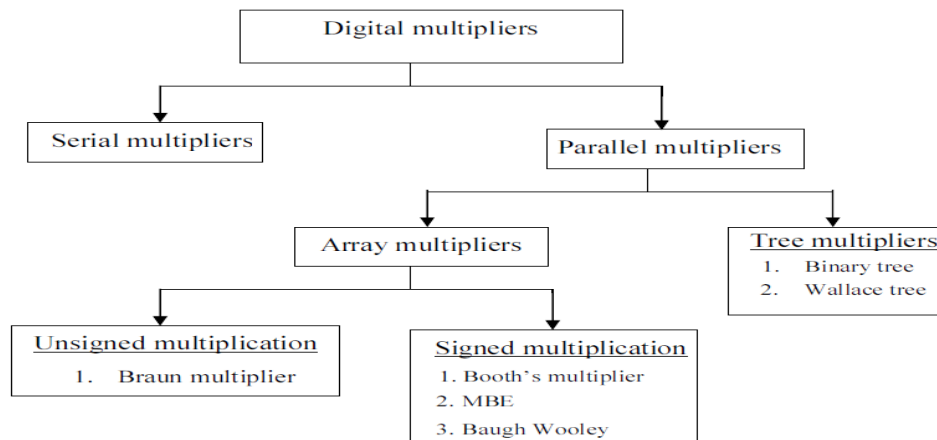 Digital multipliers
Serial multipliers
Parallel multipliers
Array multipliers
Tree multipliers
1. Binary tree
2. Wallace tree
Unsigned multiplication
1. Braun multiplier
Signed multiplication
1. Booth's multiplier
2. MBE
3. Baugh Wooley